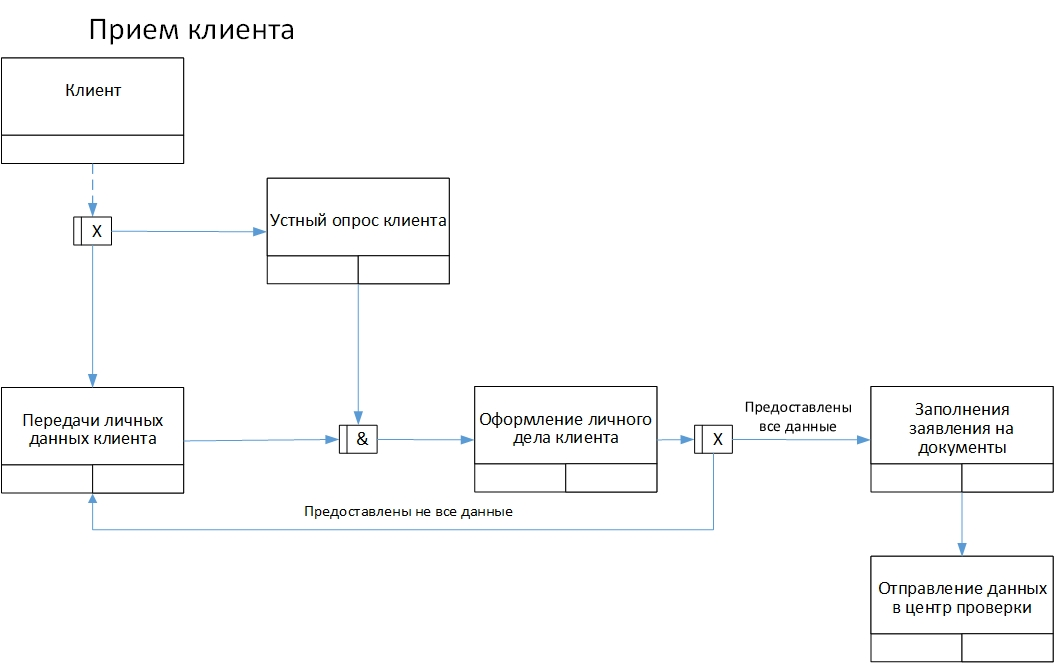 Прием клиента
Клиент
X
Устный опрос клиента
Передачи личных
данных клиента
&
Оформление личного
дела клиента
X
Предоставлены
все данные
Заполнения
заявления на
документы
Предоставлены не все данные
Отправление данных
в центр проверки